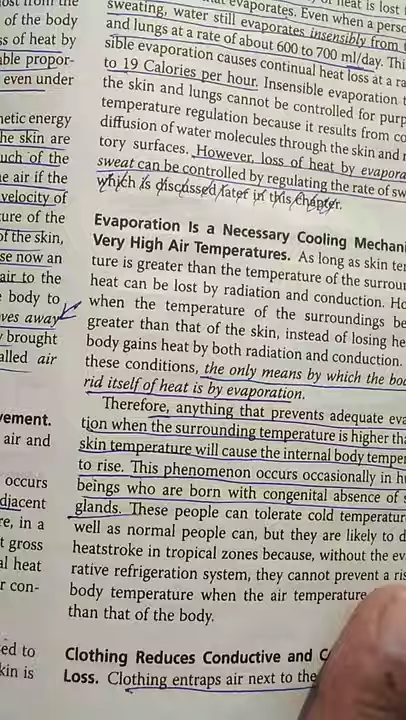 ost from the
of the body
ss of heat by
ble propor-
even under
netic energy
he skin are
uch of the
e air if the
velocity of
ture of the
of the skin,
se now an
air to the
e body to
ves away
brought
alled air
vement.
air and
occurs
djacent
re, in a
t gross
al heat
r con-
ed to
kin is
sweating, water still evaporates insensibly from
and lungs at a rate of about 600 to 700 ml/day. Thi
sible evaporation causes continual heat loss at a ra
to 19 Calories per hour. Insensible evaporation
the skin and lungs cannot be controlled for purp
temperature regulation because it results from co
diffusion of water molecules through the skin and
tory surfaces. However, loss of heat by evapora
sweat can be controlled by regulating the rate of sw
which is discussed later in this chapter.
Evaporation Is a Necessary Cooling Mechani
Very High Air Temperatures. As long as skin te
ture is greater than the temperature of the surrou
heat can be lost by radiation and conduction. Ho
when the temperature of the surroundings be
greater than that of the skin, instead of losing he
body gains heat by both radiation and conduction.
these conditions, the only means by which the bo
rid itself of heat is by evaporation.
Therefore, anything that prevents adequate eva
tion when the surrounding temperature is higher tha
skin temperature will cause the internal body tempe
to rise. This phenomenon occurs occasionally in hu
beings who are born with congenital absence of s
glands. These people can tolerate cold temperatur
well as normal people can, but they are likely to d
heatstroke in tropical zones because, without the ev
rative refrigeration system, they cannot prevent a ris
body temperature when the air temperature
than that of the body.
Clothing Reduces Conductive and C
Loss. Clothing entraps air next to the